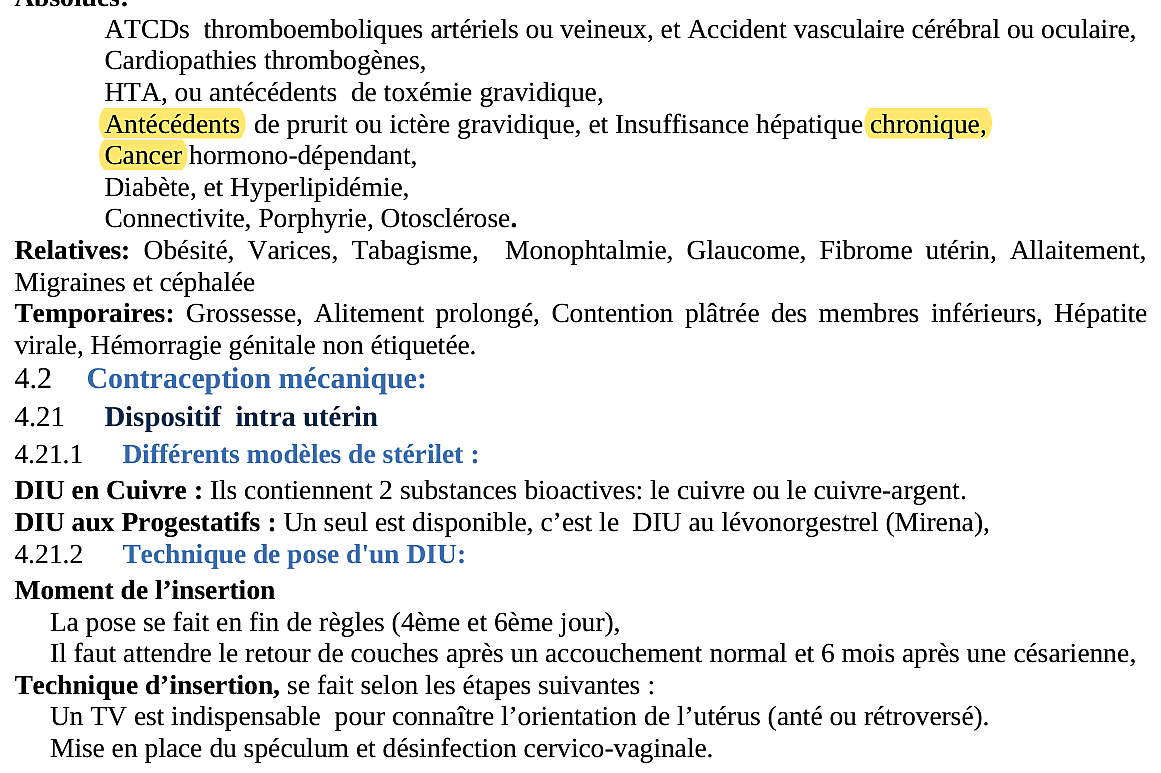 Absolues:
ATCDs thromboemboliques artériels ou veineux, et Accident vasculaire cérébral ou oculaire,
Cardiopathies thrombogènes,
HTA, ou antécédents de toxémie gravidique,
Antécédents de prurit ou ictère gravidique, et Insuffisance hépatique chronique,
Cancer hormono-dépendant,
Diabète, et Hyperlipidémie,
Connectivite, Porphyrie, Otosclérose.
Relatives: Obésité, Varices, Tabagisme, Monophtalmie, Glaucome, Fibrome utérin, Allaitement,
Migraines et céphalée
Temporaires: Grossesse, Alitement prolongé, Contention plâtrée des membres inférieurs, Hépatite
virale, Hémorragie génitale non étiquetée.
4.2 Contraception mécanique:
4.21 Dispositif intra utérin
4.21.1 Différents modèles de stérilet :
DIU en Cuivre : Ils contiennent 2 substances bioactives: le cuivre ou le cuivre-argent.
DIU aux Progestatifs : Un seul est disponible, c’est le DIU au lévonorgestrel (Mirena),
4.21.2 Technique de pose d'un DIU:
Moment de l’insertion
La pose se fait en fin de règles (4ème et 6ème jour),
Il faut attendre le retour de couches après un accouchement normal et 6 mois après une césarienne,
Technique d’insertion, se fait selon les étapes suivantes :
Un TV est indispensable pour connaître l’orientation de l’utérus (anté ou rétroversé).
Mise en place du spéculum et désinfection cervico-vaginale.